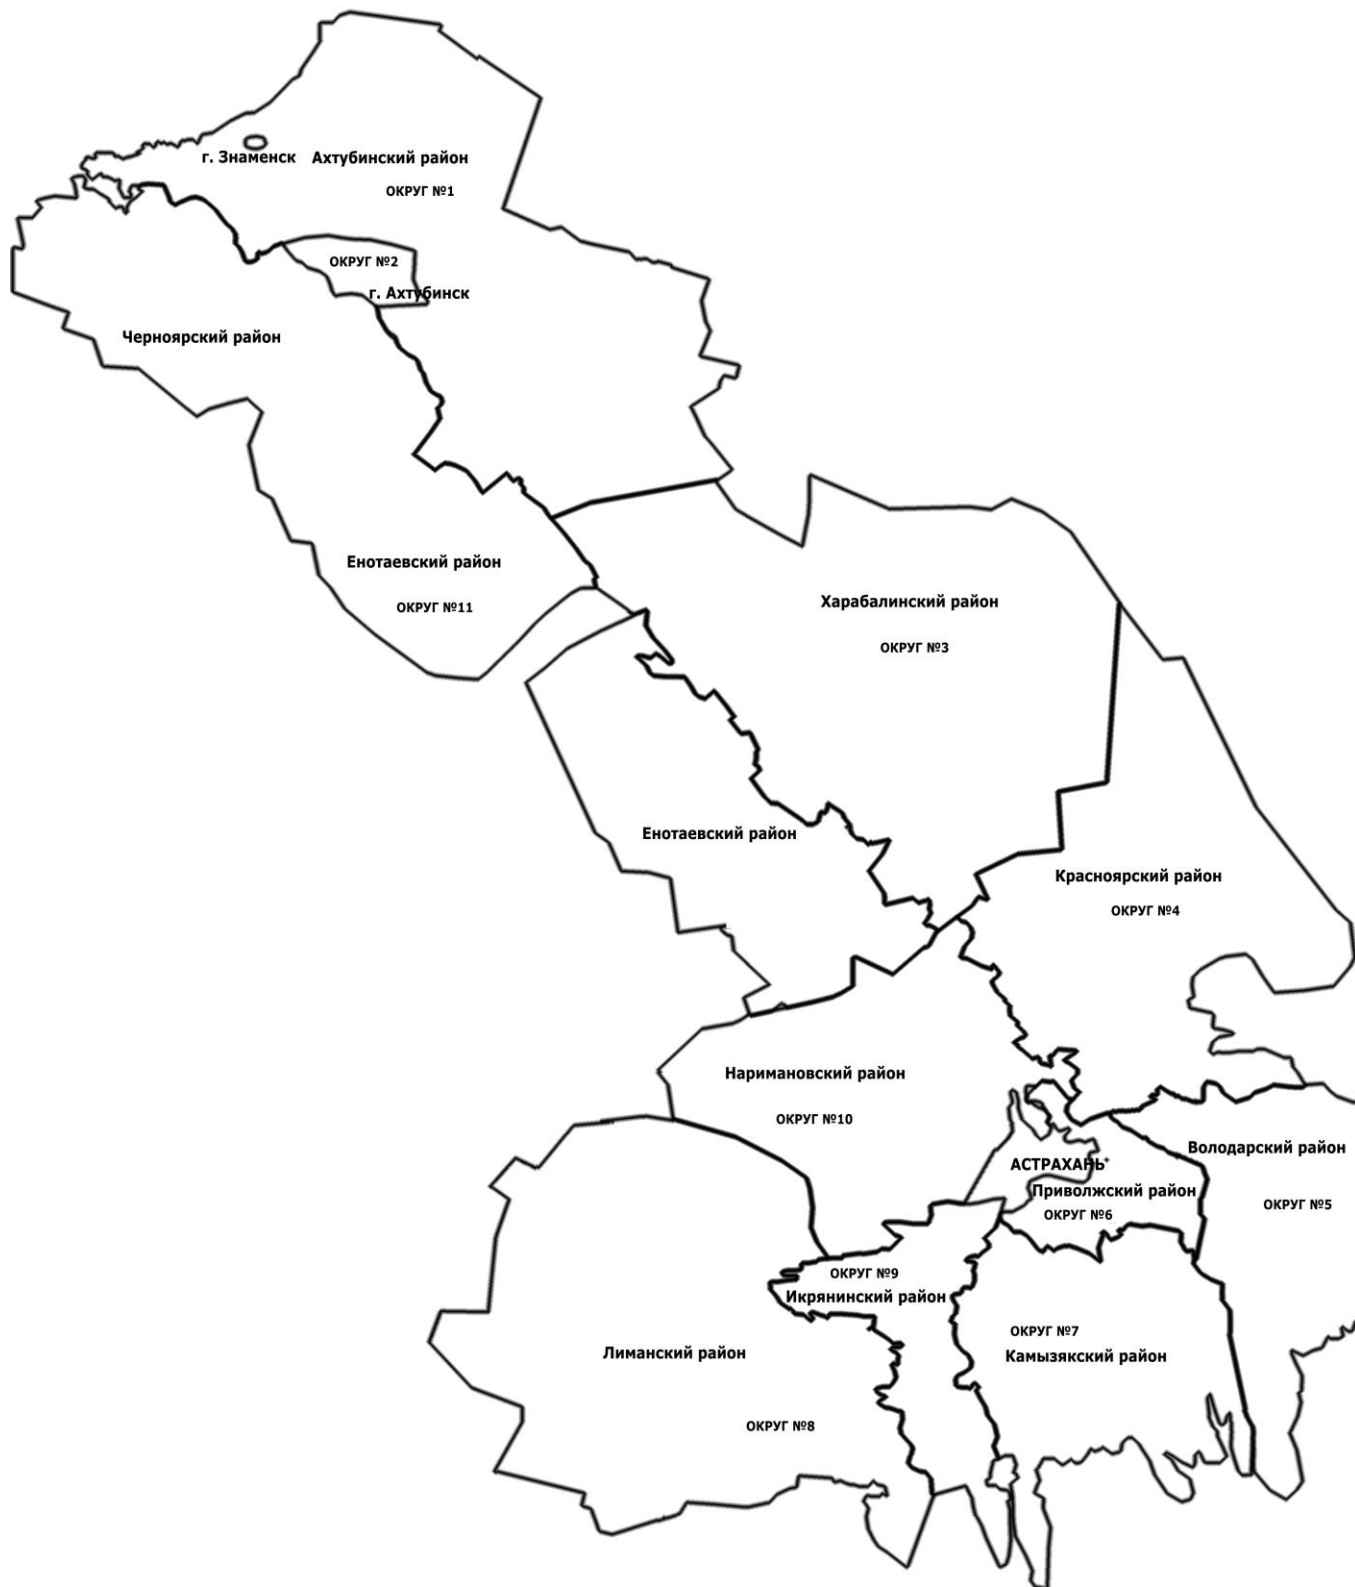 г. Знаменск
Ахтубинский район
ОКРУГ №1
ОКРУГ №2
г. Ахтубинск
Черноярский район
Енотаевский район
ОКРУГ №11
Харабалинский район
ОКРУГ №3
Енотаевский район
Красноярский район
ОКРУГ №4
Наримановский район
ОКРУГ №10
Володарский район
ОКРУГ №5
АСТРАХАНЬ
Приволжский район
ОКРУГ №6
ОКРУГ №9
Икрянинский район
ОКРУГ №7
Камызякский район
Лиманский район
ОКРУГ №8